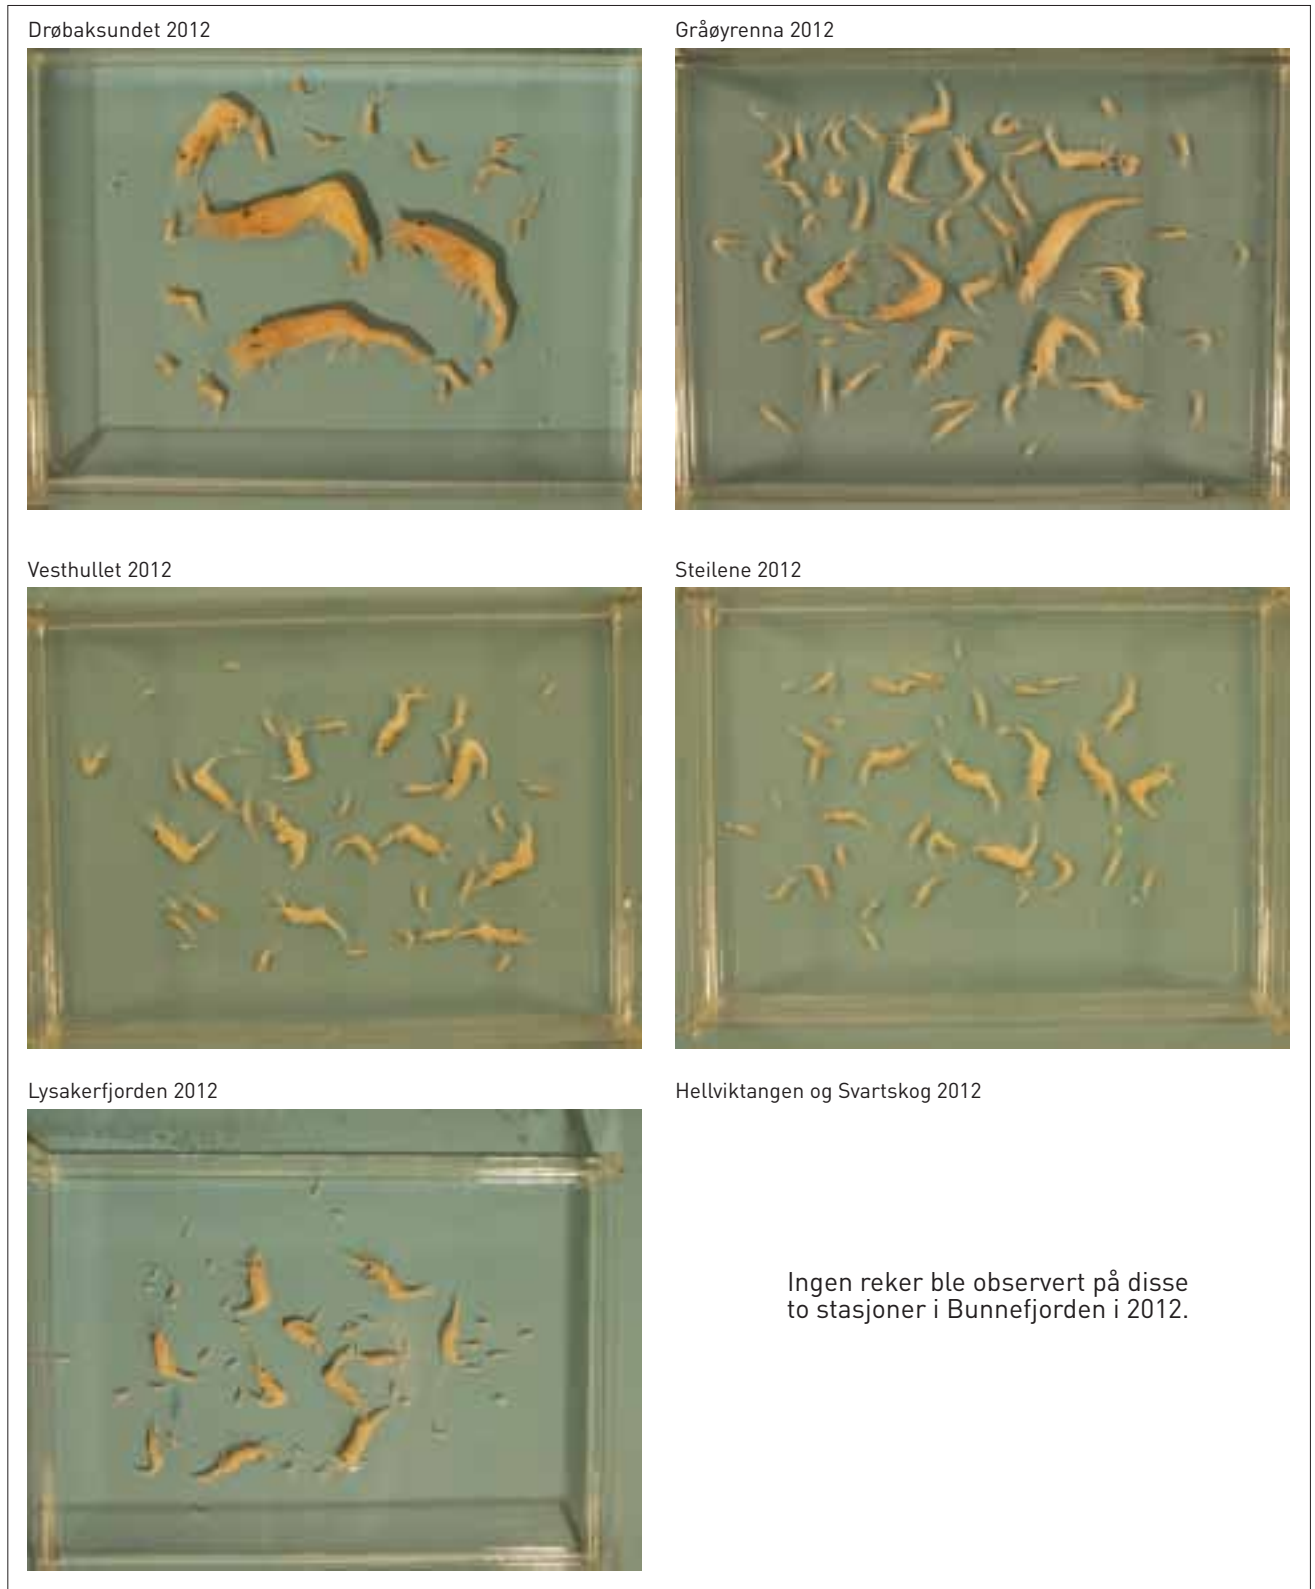 Drøbaksundet 2012
Gråøyrenna 2012
Vesthullet 2012
Steilene 2012
Lysakerfjorden 2012
Hellviktangen og Svartskog 2012
Ingen reker ble observert på disse
to stasjoner i Bunnefjorden i 2012.